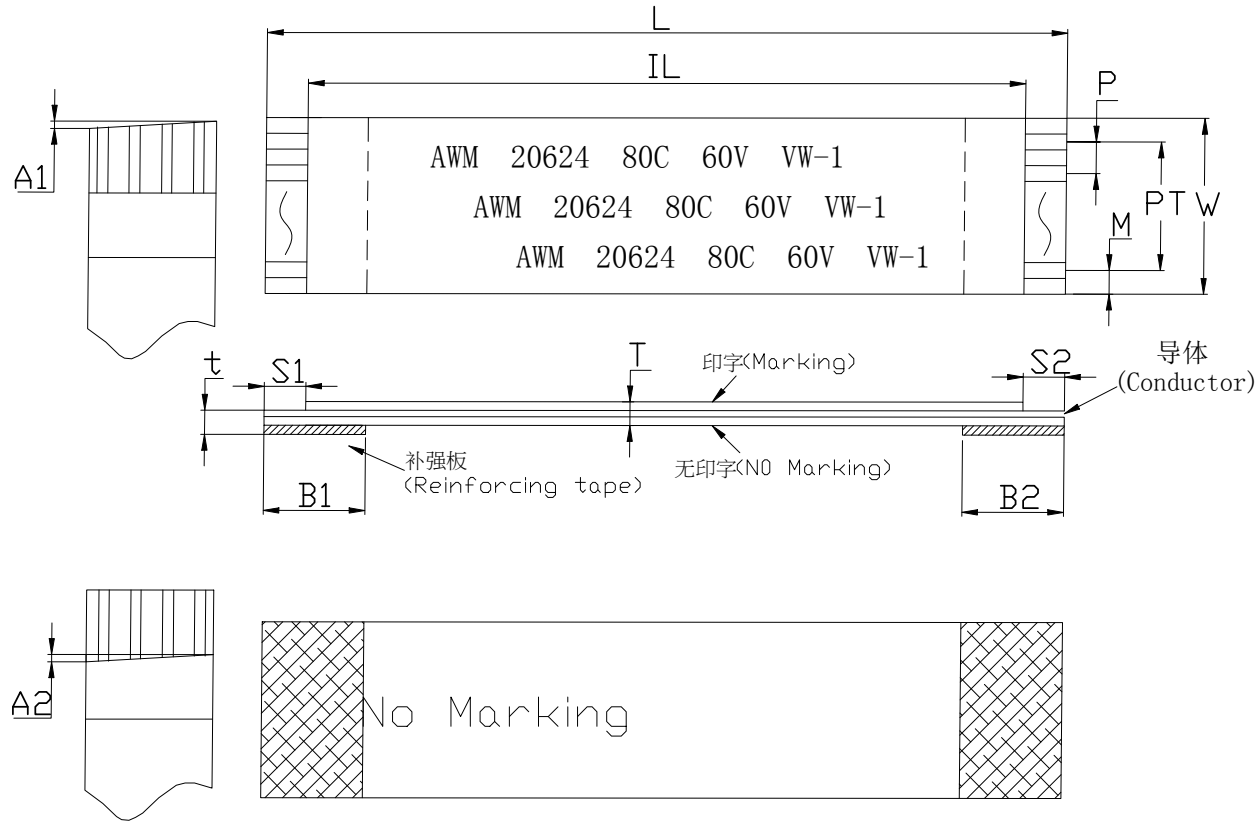 L
IL
P
A1
AWM 20624 80C 60V VW-1
AWM 20624 80C 60V VW-1
AWM 20624 80C 60V VW-1
M
PT
W
t
S1
T
印字(Marking)
S2
导体
(Conductor)
补强板
(Reinforcing tape)
无印字(NO Marking)
B1
B2
A2
No Marking